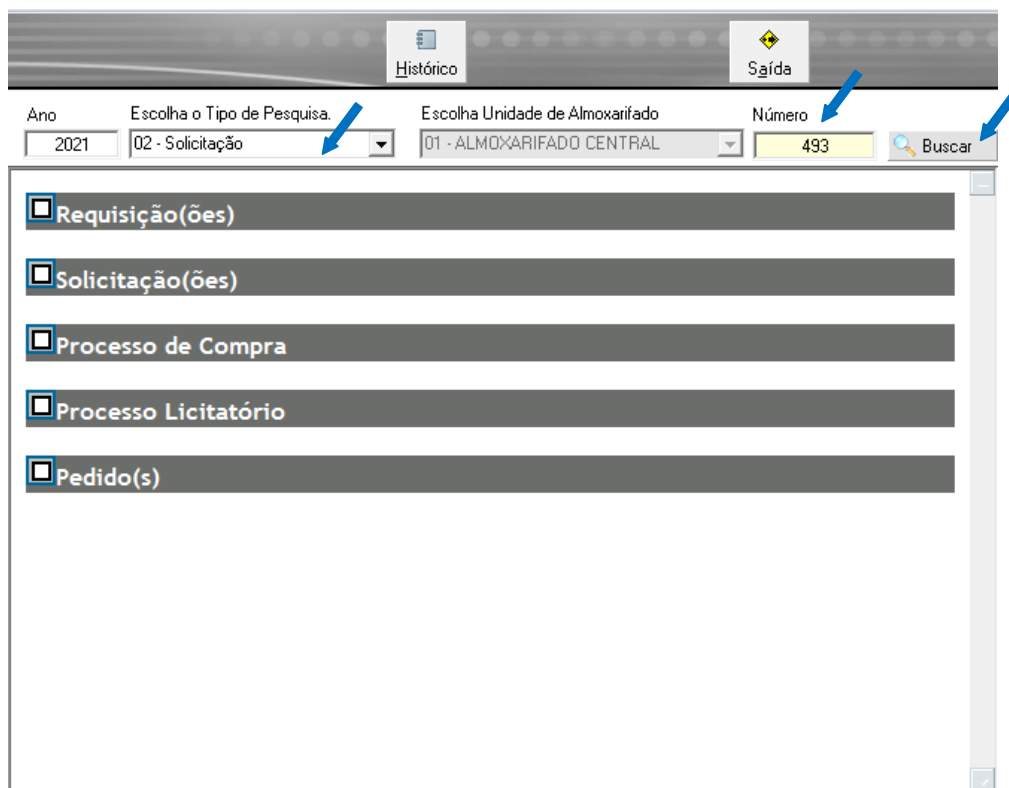 Histórico
Saída
Ano
Escolha o Tipo de Pesquisa.
Escolha Unidade de Almoxarifado
Número
2021
02 - Solicitação
01 - ALMOXARIFADO CENTRAL
493
Buscar
Requisição(ões)
Solicitação(ões)
Processo de Compra
Processo Licitatório
Pedido(s)